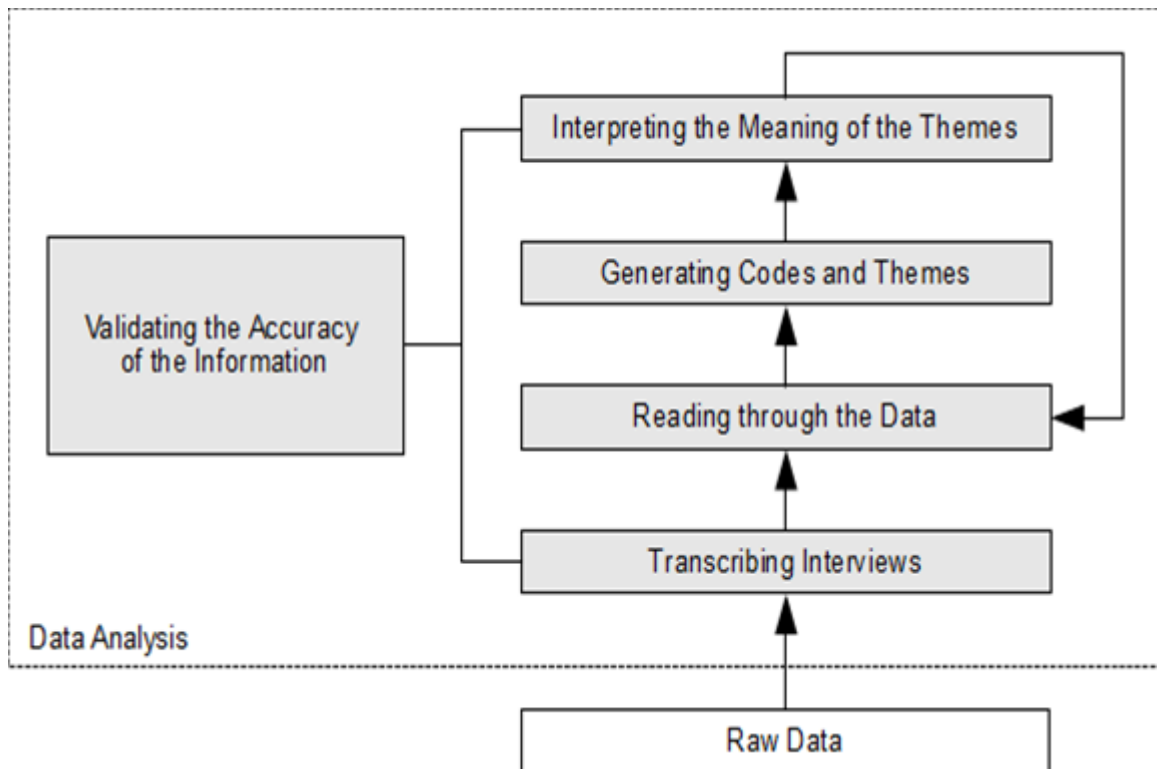 Interpreting the Meaning of the Themes
Generating Codes and Themes
Validating the Accuracy
of the Information
Reading through the Data
Transcribing Interviews
Data Analysis
Raw Data